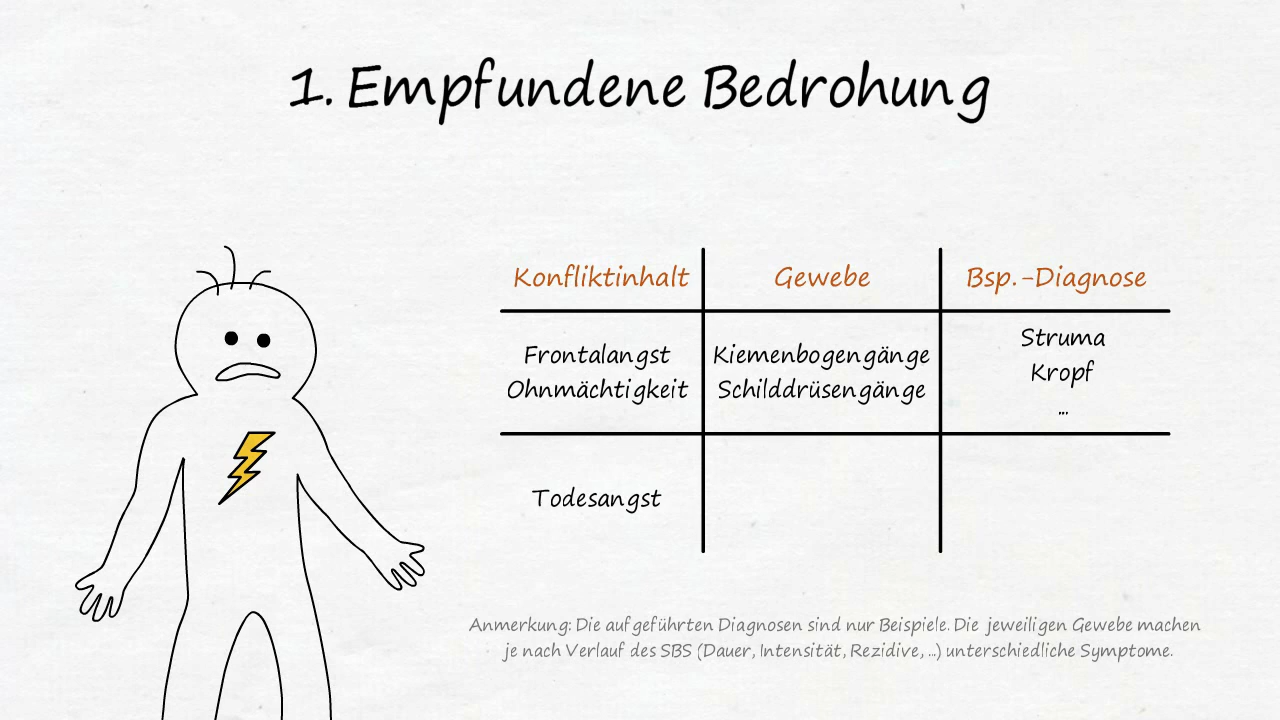 1. Empfundene Bedrohung
Konfliktinhalt
Gewebe
Bsp.-Diagnose
Frontalangst
Ohnmächtigkeit
Kiemenbogengänge
Schilddrüsengänge
Struma
Kropf
...
Todesangst
Anmerkung: Die aufgeführten Diagnosen sind nur Beispiele. Die jeweiligen Gewebe machen
je nach Verlauf des SBS (Dauer, Intensität, Rezidive, ...) unterschiedliche Symptome.